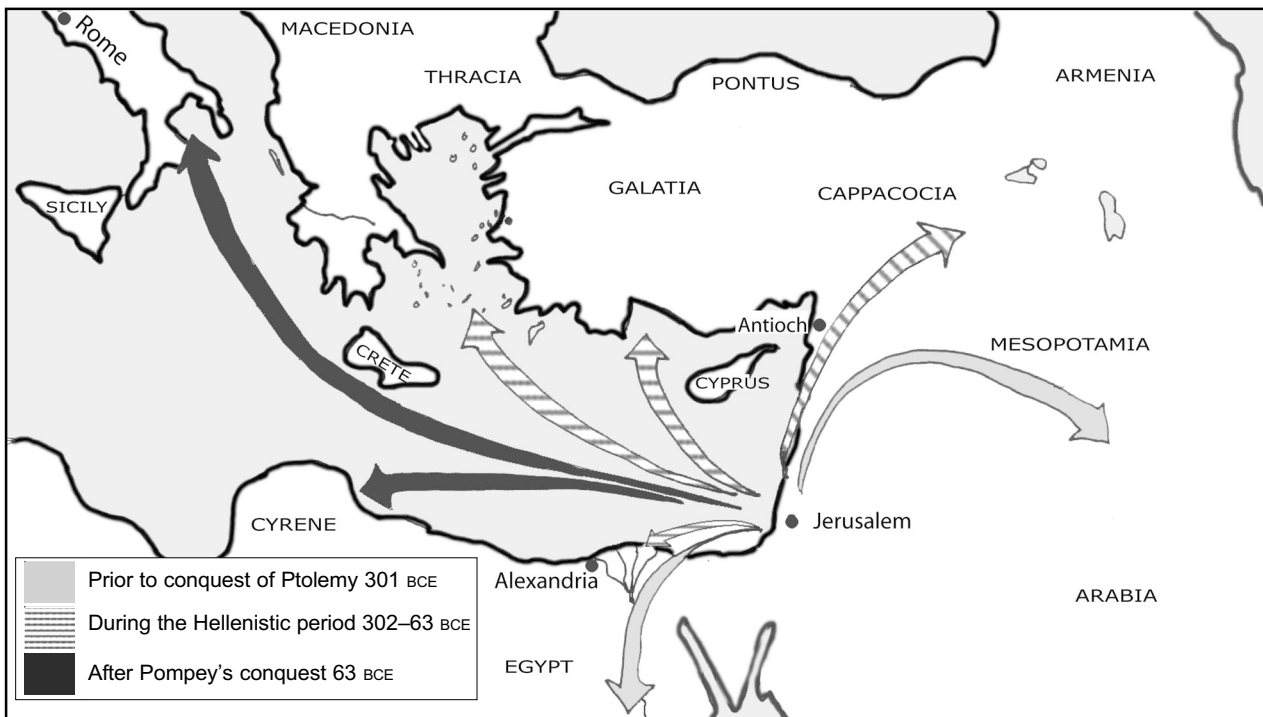 Rome
MACEDONIA
THRACIA
PONTUS
ARMENIA
GALATIA
CAPPACOCIA
SICILY
Antioch
MESOPOTAMIA
CRETE
CYPRUS
CYRENE
Jerusalem
Alexandria
ARABIA
EGYPT
Prior to conquest of Ptolemy 301 BCE
During the Hellenistic period 302–63 BCE
After Pompey’s conquest 63 BCE